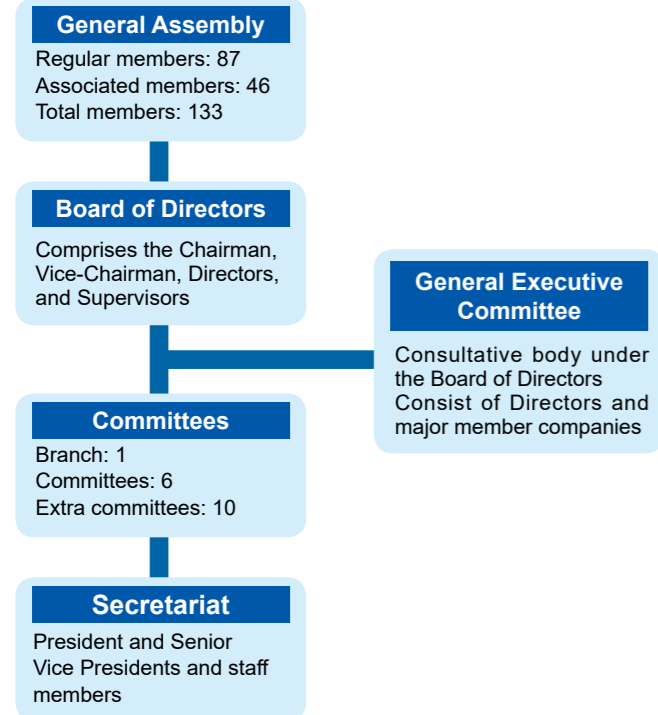 General Assembly
Regular members: 87
Associated members: 46
Total members: 133
Board of Directors
Comprises the Chairman,
Vice-Chairman, Directors,
and Supervisors
General Executive
Committee
Consultative body under
the Board of Directors
Consist of Directors and
major member companies
Committees
Branch: 1
Committees: 6
Extra committees: 10
Secretariat
President and Senior
Vice Presidents and staff
members